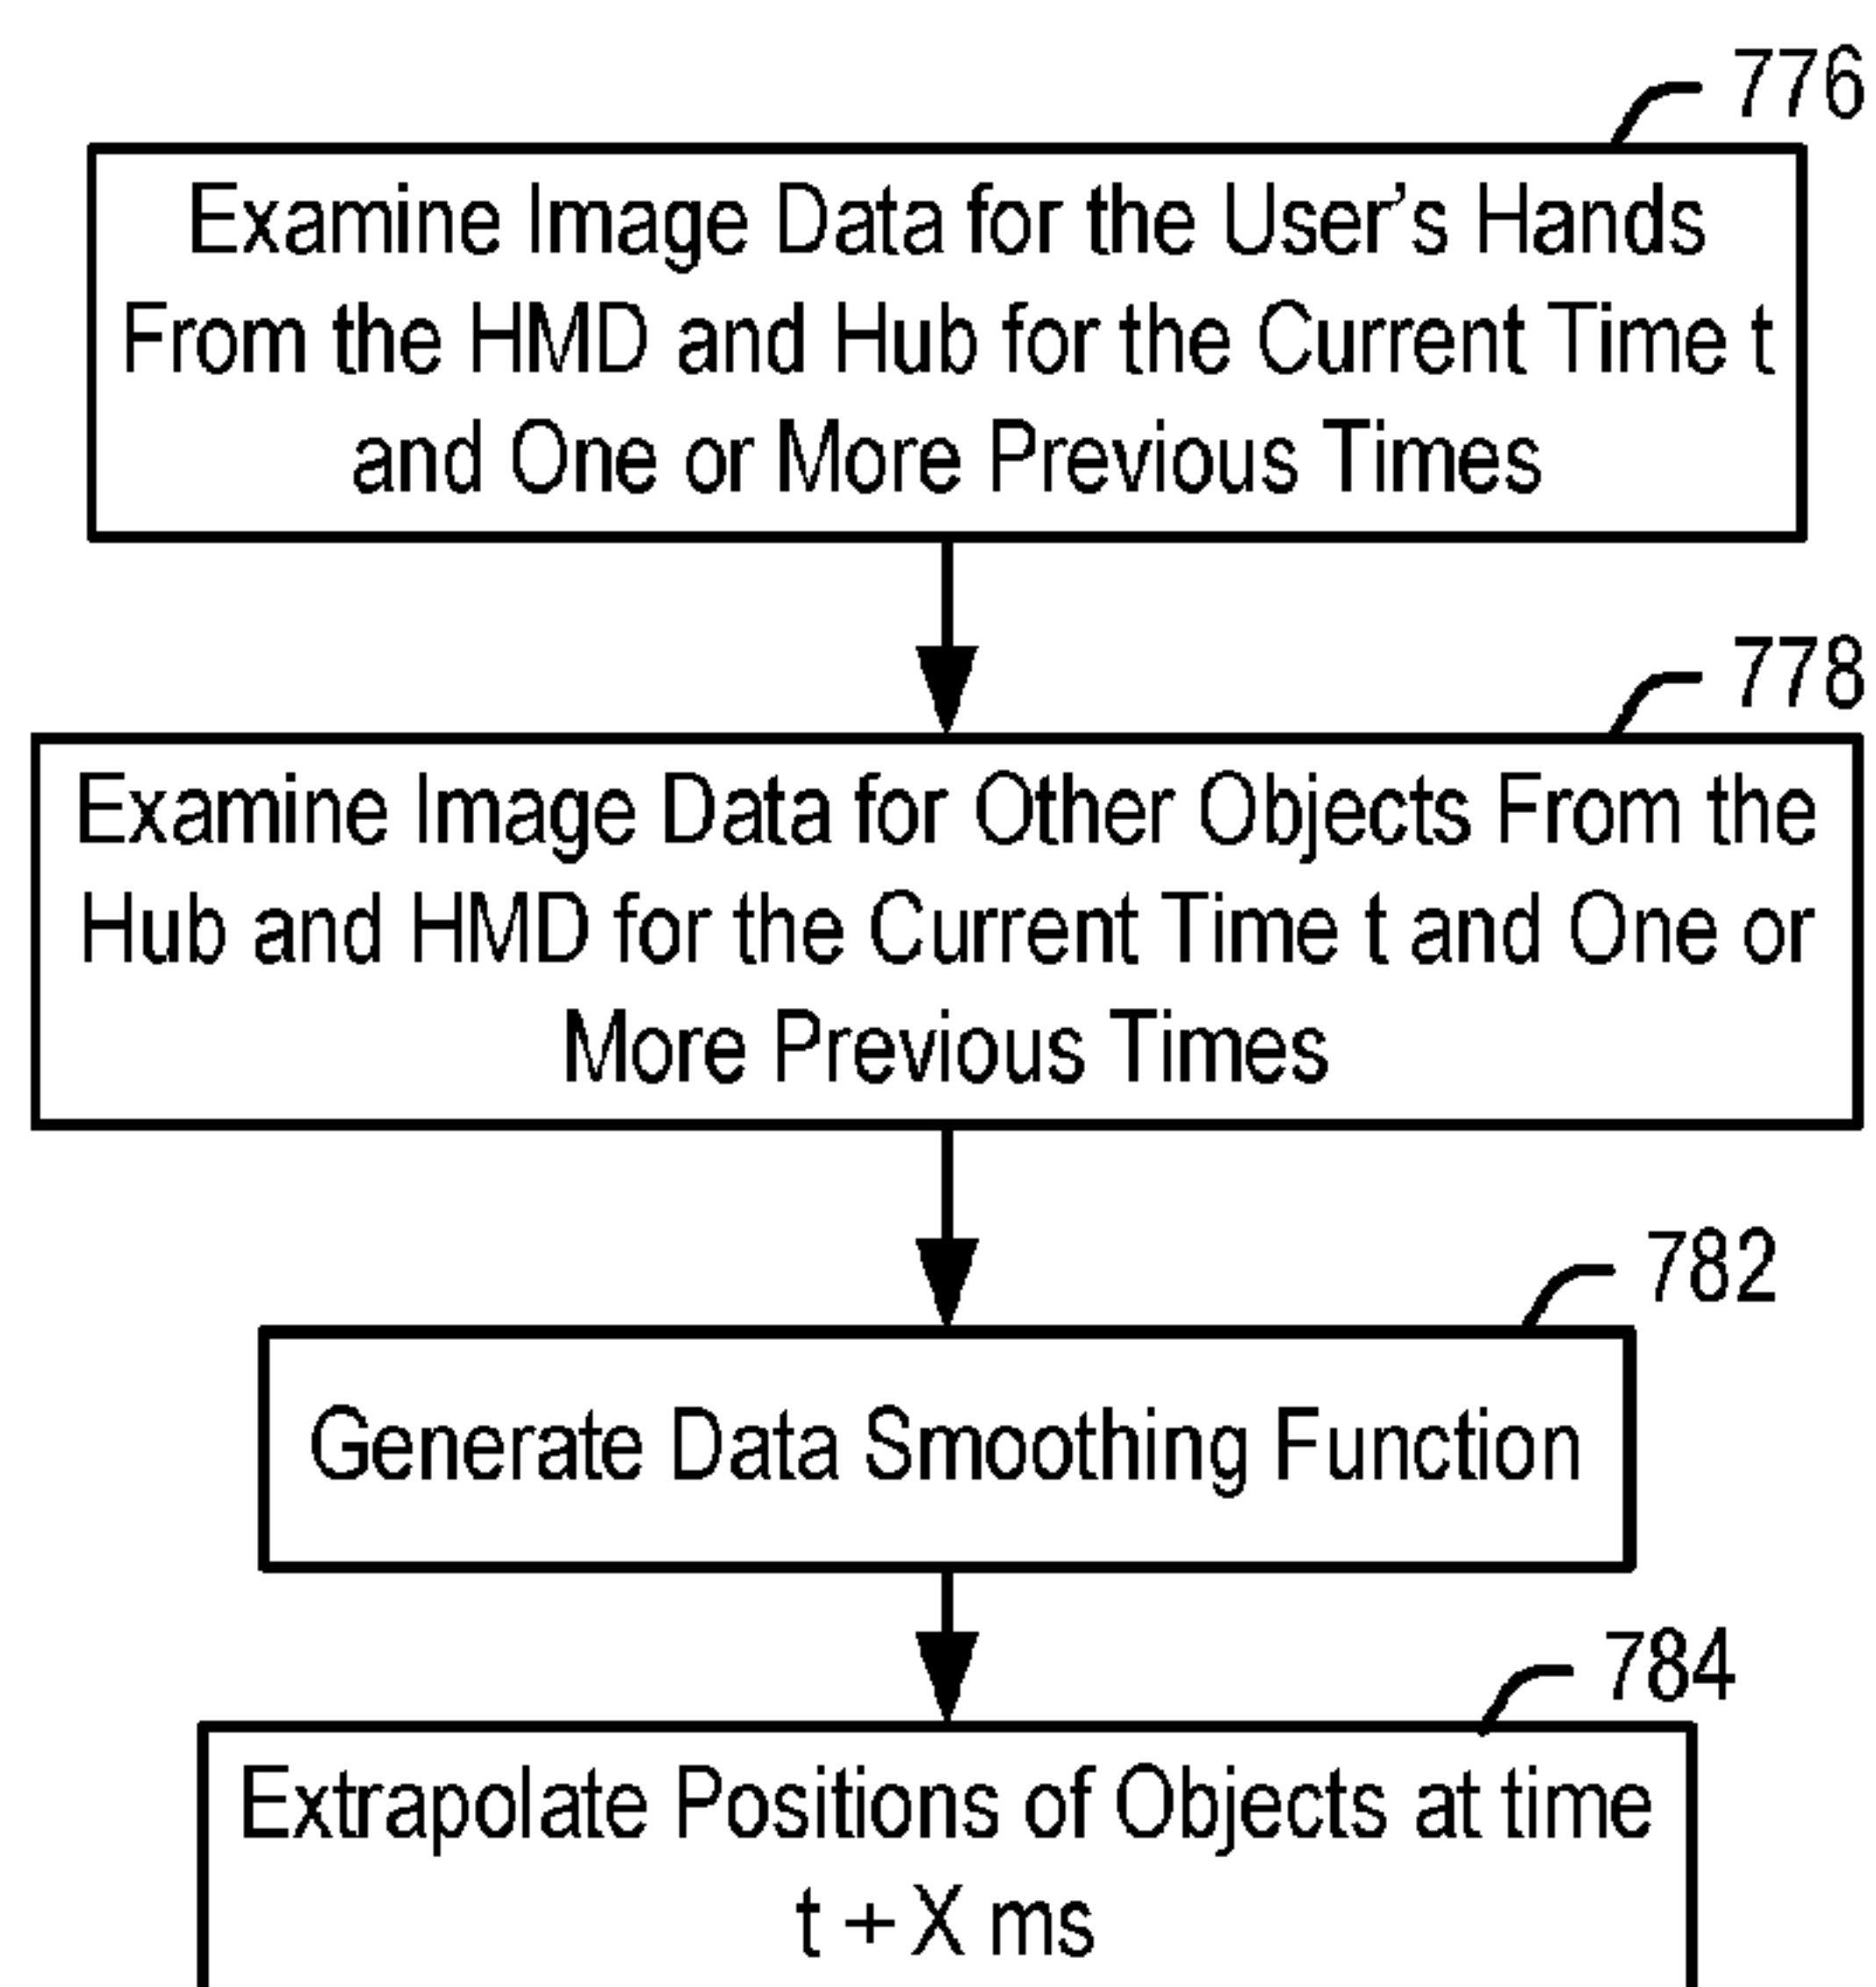 776
Examine Image Data for the User's Hands
From the HMD and Hub for the Current Time t
and One or More Previous Times
778
Examine Image Data for Other Objects From the
Hub and HMD for the Current Time t and One or
More Previous Times
782
Generate Data Smoothing Function
784
Extrapolate Positions of Objects at time
t + X ms